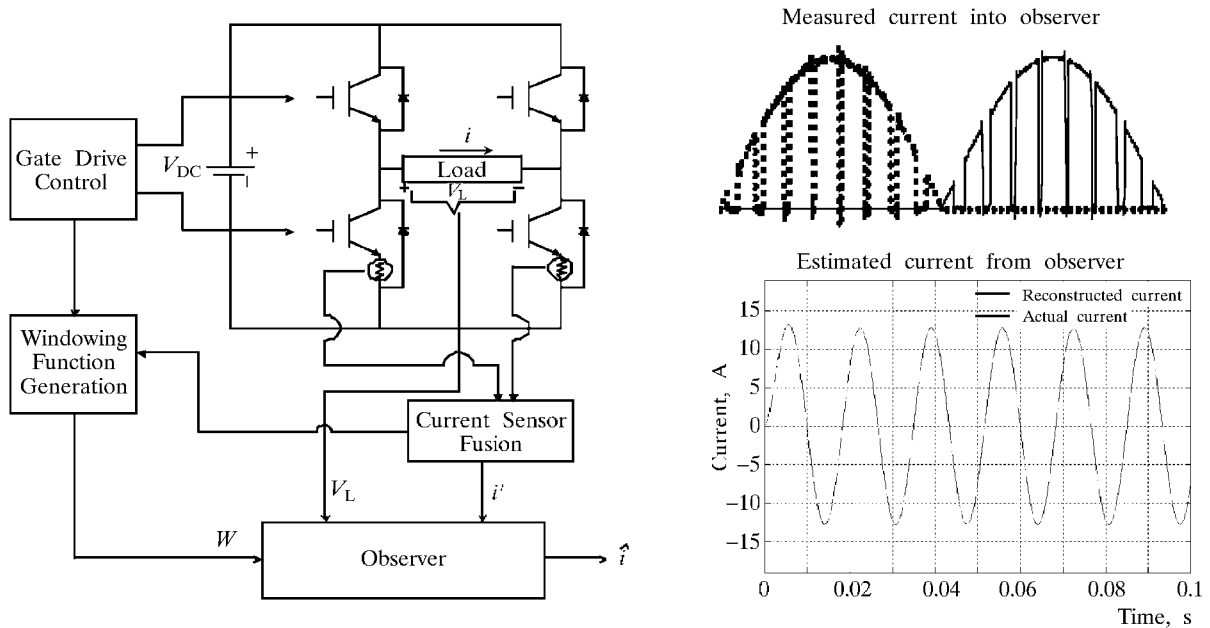 Gate Drive
Control
V_DC
+
i
Load
+ V_L −
Windowing
Function
Generation
Current Sensor
Fusion
V_L
i'
W
Observer
î
Measured current into observer
Estimated current from observer
Reconstructed current
Actual current
15
10
5
0
−5
−10
−15
Current, A
0 0.02 0.04 0.06 0.08 0.1
Time, s